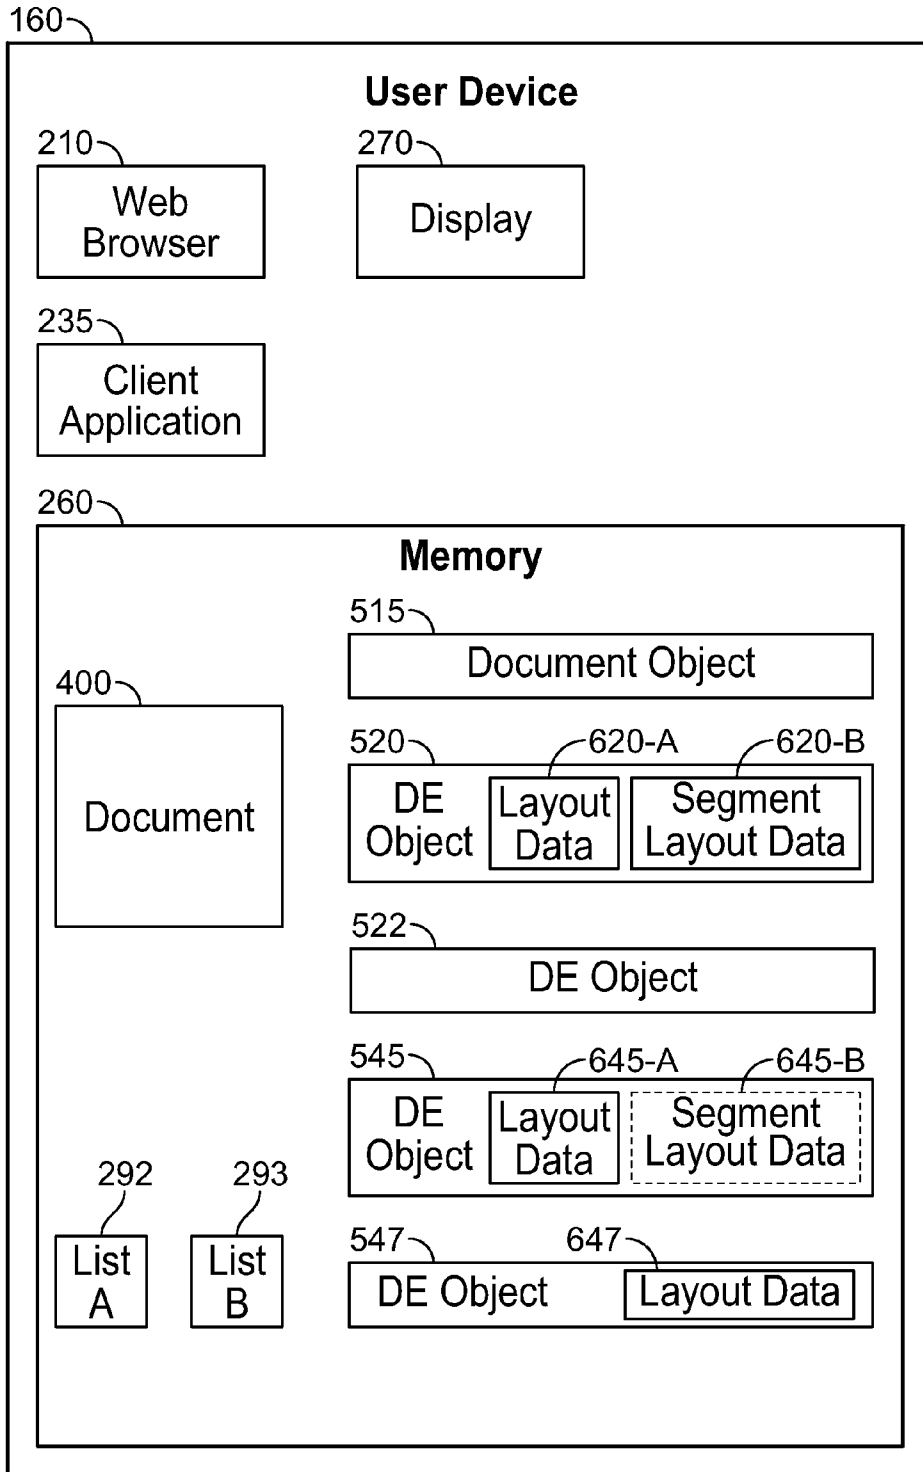 160
User Device
210
270
Web
Browser
Display
235
Client
Application
260
Memory
515
Document Object
400
Document
520
620-A
620-B
DE
Object
Layout
Data
Segment
Layout Data
522
DE Object
545
645-A
645-B
DE
Object
Layout
Data
Segment
Layout Data
292
293
List
A
List
B
547
647
DE Object
Layout Data